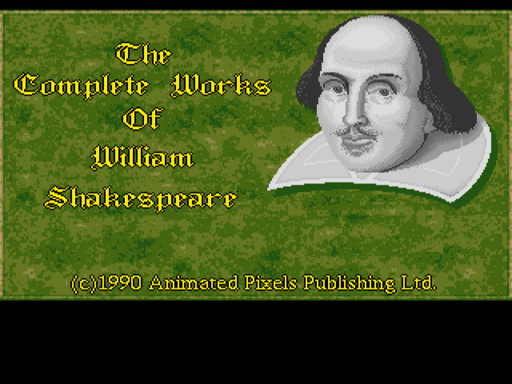 The
Complete Works
Of
William
Shakespeare
(c)1990 Animated Pixels Publishing Ltd.